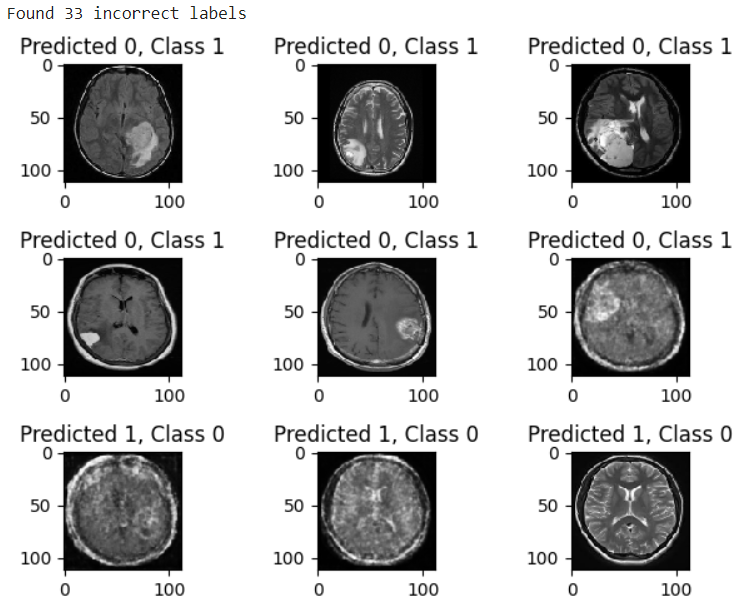 Found 33 incorrect labels
Predicted 0, Class 1 Predicted 0, Class 1 Predicted 0, Class 1
0 0 0
50 50 50
100 100 100
0 100 0 100 0 100
Predicted 0, Class 1 Predicted 0, Class 1 Predicted 0, Class 1
0 0 0
50 50 50
100 100 100
0 100 0 100 0 100
Predicted 1, Class 0 Predicted 1, Class 0 Predicted 1, Class 0
0 0 0
50 50 50
100 100 100
0 100 0 100 0 100